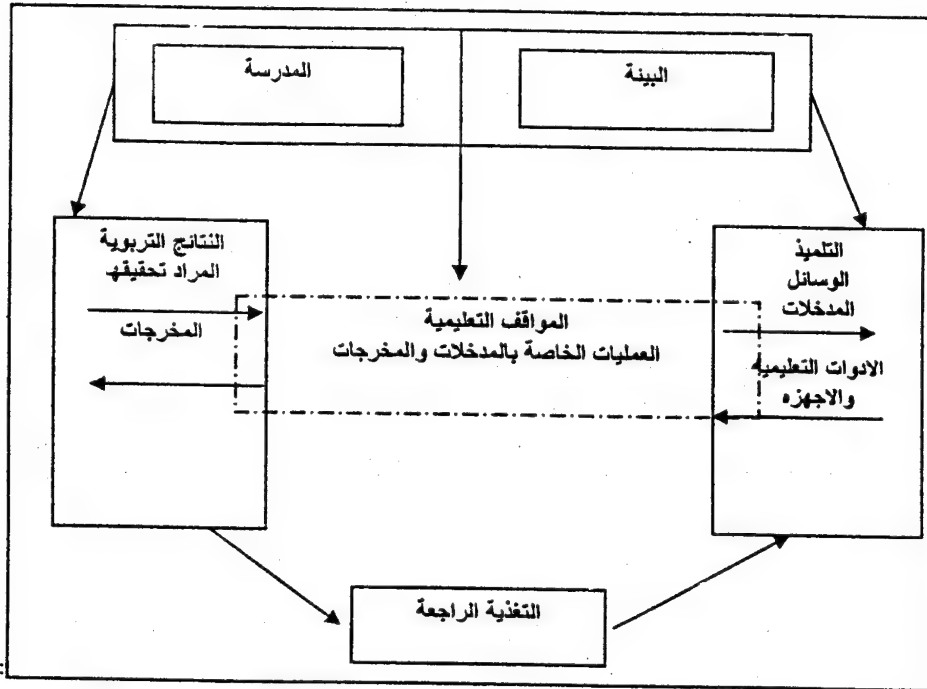 البيئة
المدرسة
التلميذ
الوسائل
المدخلات
الادوات التعليمية
والاجهزه
المواقف التعليمية
العمليات الخاصة بالمدخلات والمخرجات
النتائج التربوية
المراد تحقيقها
المخرجات
التغذية الراجعة